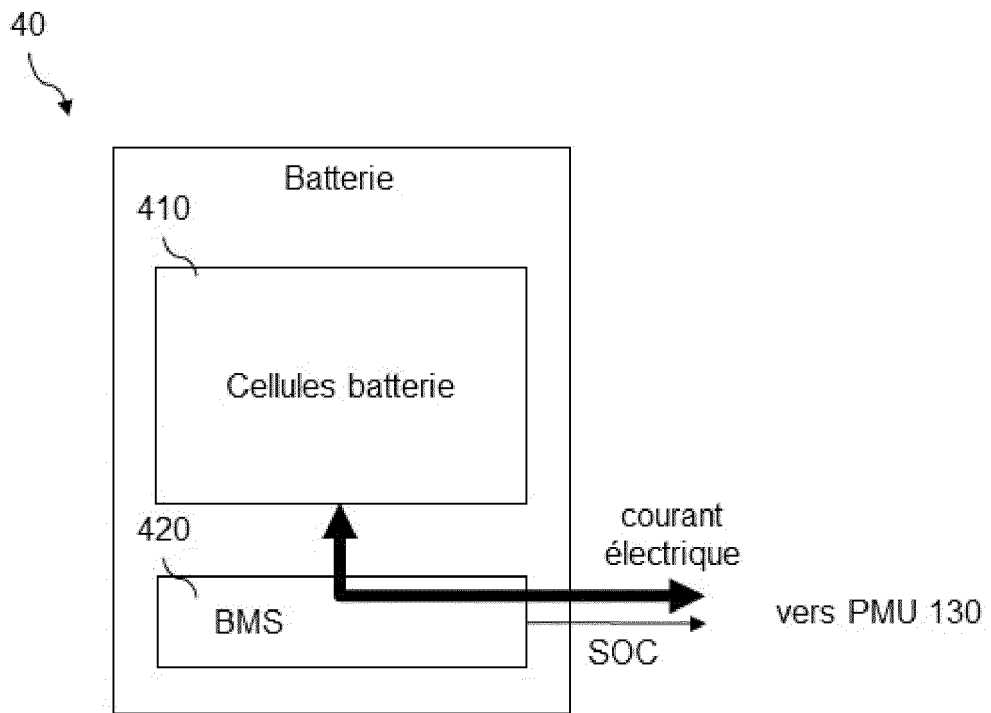 40
Batterie
410
Cellules batterie
420
courant
électrique
BMS
vers PMU 130
SOC